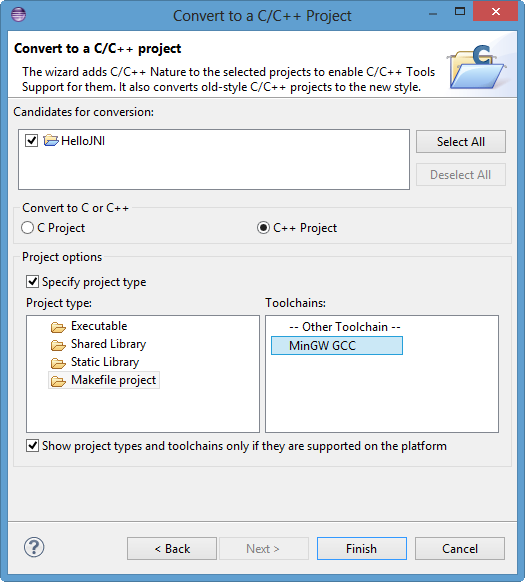 Convert to a C/C++ Project
Convert to a C/C++ project
The wizard adds C/C++ Nature to the selected projects to enable C/C++ Tools
Support for them. It also converts old-style C/C++ projects to the new style.
C
Candidates for conversion:
HelloJNI
Select All
Deselect All
Convert to C or C++
C Project
C++ Project
Project options
Specify project type
Project type:
Toolchains:
Executable
Shared Library
Static Library
Makefile project
-- Other Toolchain --
MinGW GCC
Show project types and toolchains only if they are supported on the platform
?
< Back
Next >
Finish
Cancel